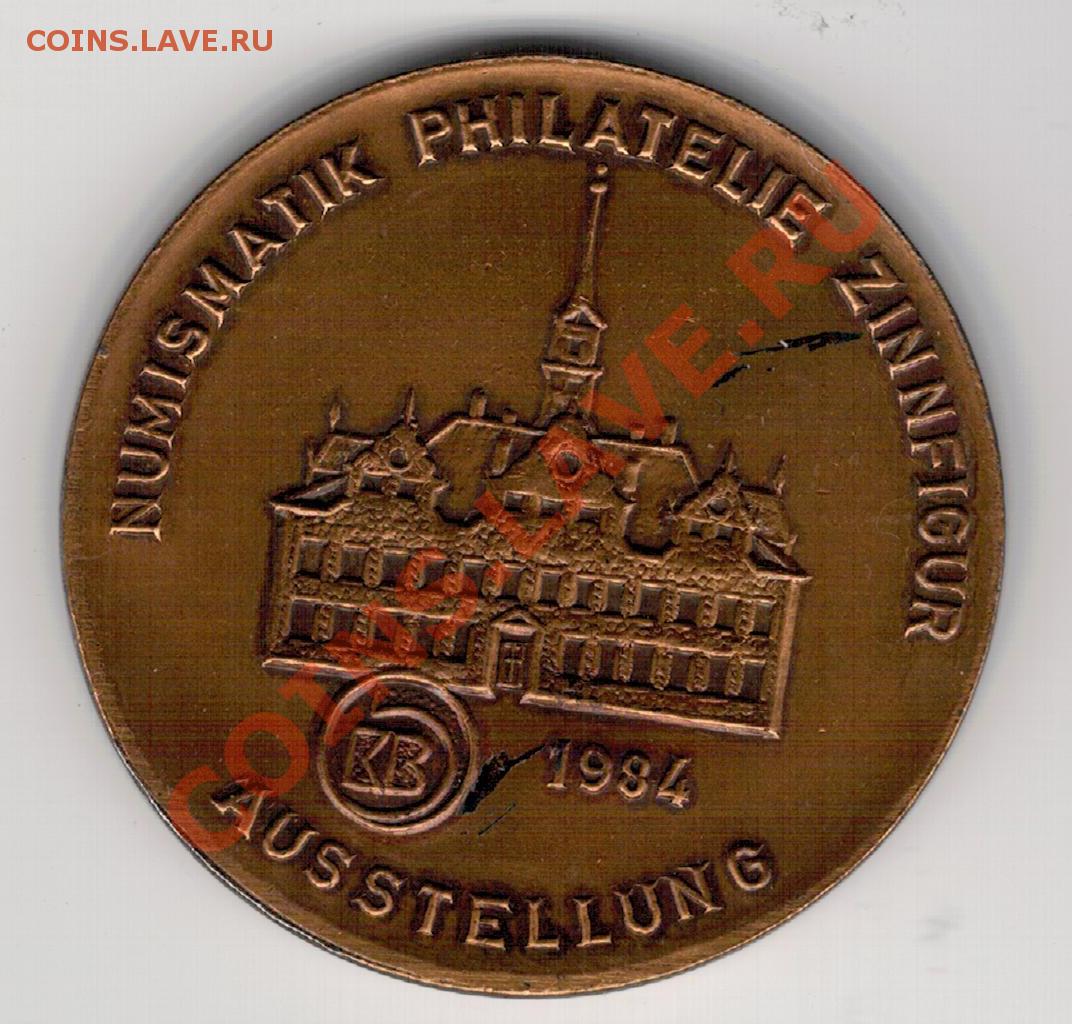 COINS.LAVE.RU
NUMISMATIK PHILATELIE ZINNFIGUR
COINS.LAVE.RU
KB
1984
AUSSTELLUNG